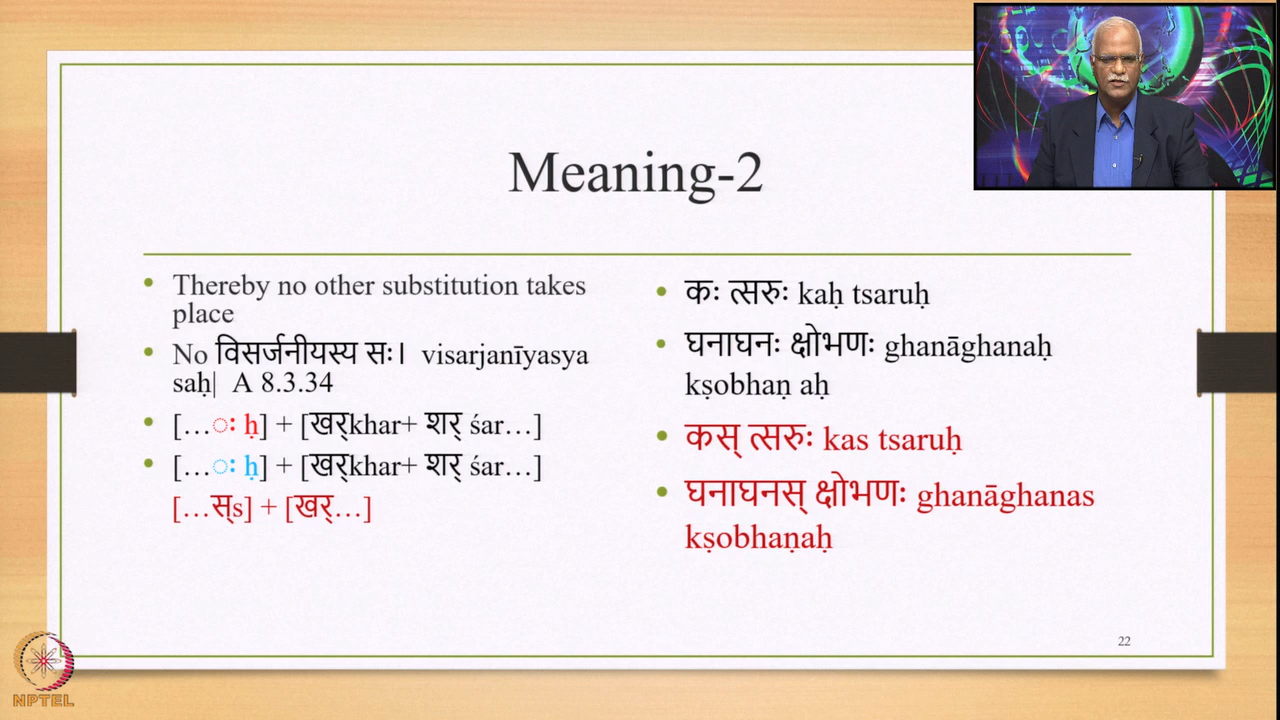 Meaning-2
• Thereby no other substitution takes
place
• No विसर्जनीयस्य सः। visarjanīyasya
saḥ| A 8.3.34
• […ः ḥ] + [खर्khar+ शर् śar…]
• […ः ḥ] + [खर्khar+ शर् śar…]
[…स्s] + [खर्…]
• कः त्सरुः kaḥ tsaruḥ
• घनाघनः क्षोभणः ghanāghanaḥ
kṣobhaṇ aḥ
• कस् त्सरुः kas tsaruḥ
• घनाघनस् क्षोभणः ghanāghanas
kṣobhaṇaḥ
22
NPTEL